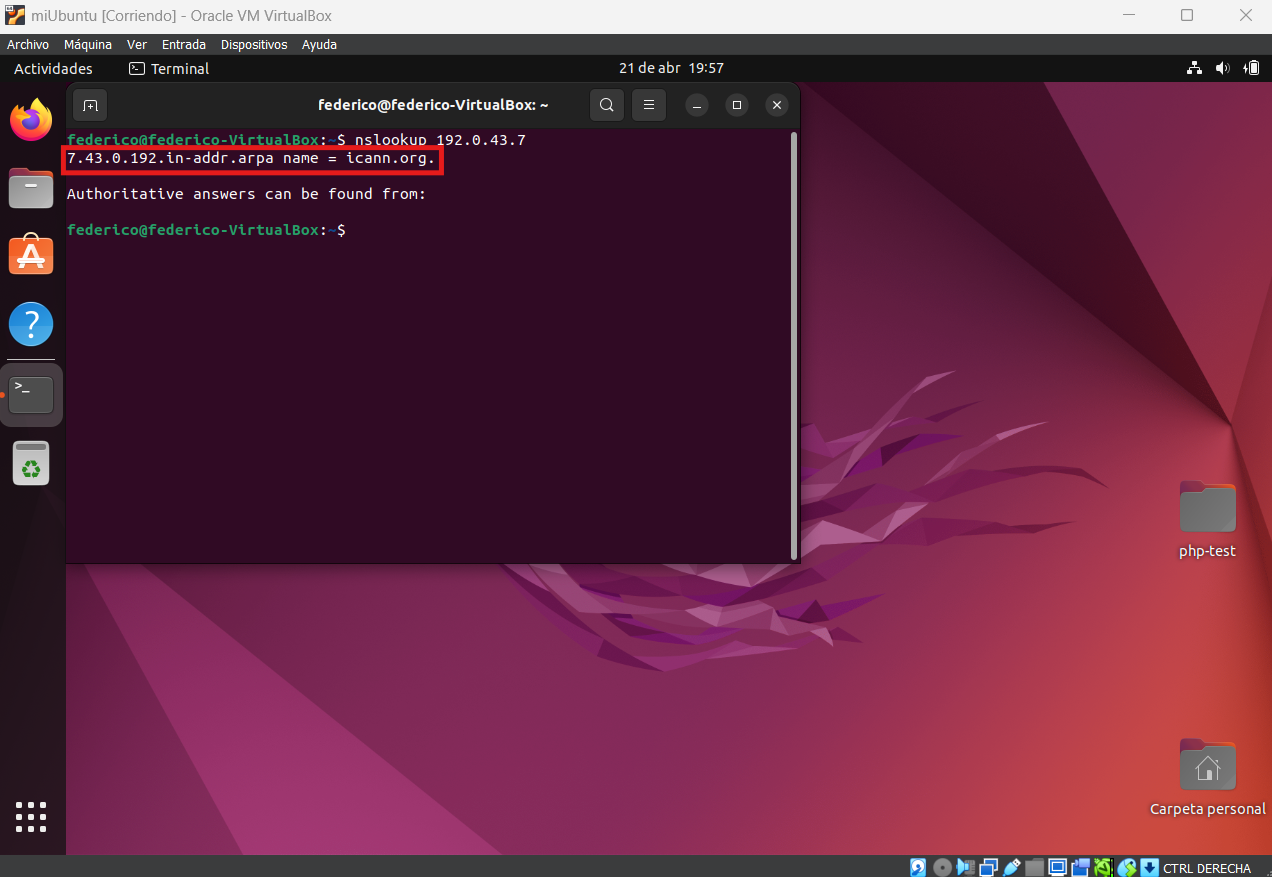 miUbuntu [Corriendo] - Oracle VM VirtualBox
Archivo Máquina Ver Entrada Dispositivos Ayuda
Actividades Terminal 21 de abr 19:57
federico@federico-VirtualBox: ~
federico@federico-VirtualBox:~$ nslookup 192.0.43.7
7.43.0.192.in-addr.arpa name = icann.org.
Authoritative answers can be found from:
federico@federico-VirtualBox:~$
php-test
Carpeta personal
CTRL DERECHA